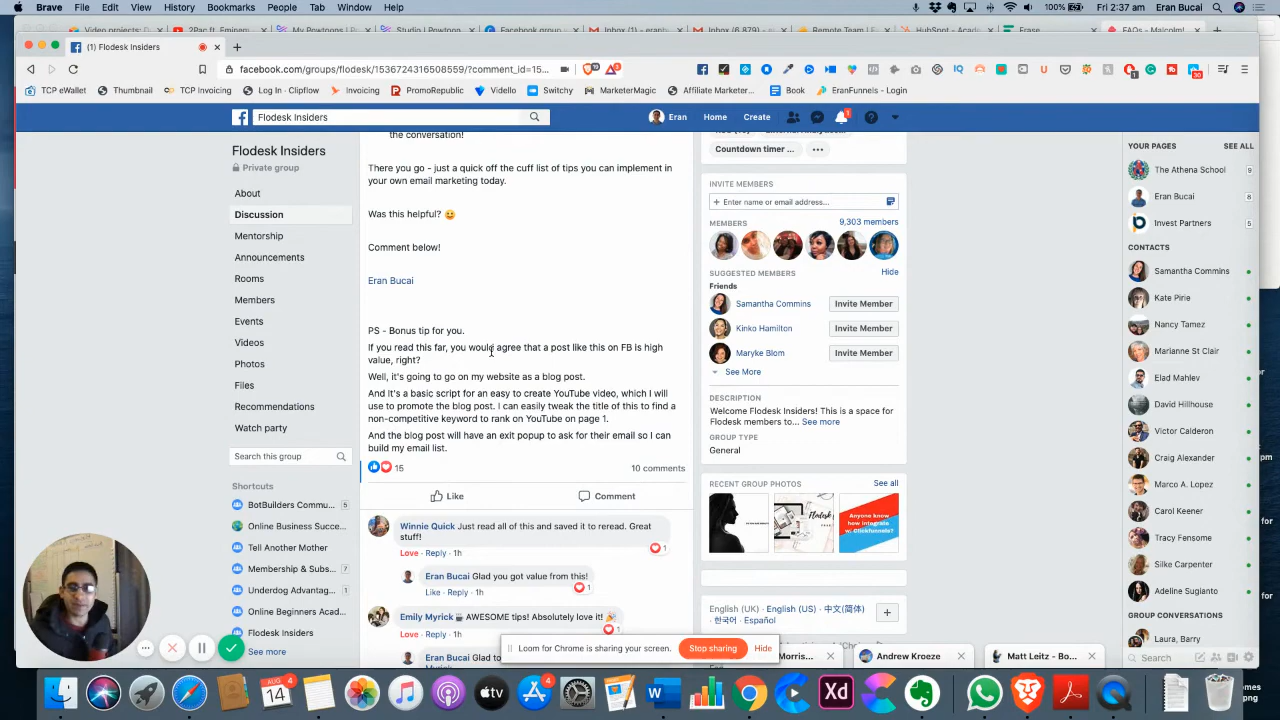 Brave File Edit View History Bookmarks People Tab Window Help
100% Fri 2:37 am Eran Bucai
(1) Flodesk Insiders
facebook.com/groups/flodesk/1536724316508559/?comment_id=15...
TCP eWallet Thumbnail TCP Invoicing Log In · Clipflow Invoicing PromoRepublic Vidello Switchy MarketerMagic Affiliate Marketer... Book EranFunnels - Login
Flodesk Insiders
Eran Home Create
Flodesk Insiders
Private group
About
Discussion
Mentorship
Announcements
Rooms
Members
Events
Videos
Photos
Files
Recommendations
Watch party
Search this group
Shortcuts
BotBuilders Commu... 5
Online Business Succe...
Tell Another Mother
Membership & Subs... 7
Underdog Advantag...
Online Beginners Acad...
Flodesk Insiders
See more
the conversation!
There you go - just a quick off the cuff list of tips you can implement in
your own email marketing today.
Was this helpful? 😀
Comment below!
Eran Bucai
PS - Bonus tip for you.
If you read this far, you would agree that a post like this on FB is high
value, right?
Well, it's going to go on my website as a blog post.
And it's a basic script for an easy to create YouTube video, which I will
use to promote the blog post. I can easily tweak the title of this to find a
non-competitive keyword to rank on YouTube on page 1.
And the blog post will have an exit popup to ask for their email so I can
build my email list.
15
10 comments
Like
Comment
Winnie Quick Just read all of this and saved it to reread. Great
stuff!
1
Love · Reply · 1h
Eran Bucai Glad you got value from this!
1
Like · Reply · 1h
Emily Myrick ☕ AWESOME tips! Absolutely love it! 🎉
1
Love · Reply · 1h
Countdown timer ...
INVITE MEMBERS
+ Enter name or email address...
MEMBERS 9,303 members
SUGGESTED MEMBERS Hide
Friends
Samantha Commins Invite Member
Kinko Hamilton Invite Member
Maryke Blom Invite Member
See More
DESCRIPTION
Welcome Flodesk Insiders! This is a space for
Flodesk members to... See more
GROUP TYPE
General
RECENT GROUP PHOTOS See all
Anyone
know how
integrate
w/
Clickfunnels?
English (UK) · English (US) · 中文(简体) ·
한국어 · Español
YOUR PAGES SEE ALL
The Athena School 9
Eran Bucai 8
Invest Partners 5
CONTACTS
Samantha Commins
Kate Pirie
Nancy Tamez
Marianne St Clair
Elad Mahlev
David Hillhouse
Victor Calderon
Craig Alexander
Marco A. Lopez
Carol Keener
Tracy Fensome
Silke Carpenter
Adeline Sugianto
GROUP CONVERSATIONS
Laura, Barry
Search
Loom for Chrome is sharing your screen. Stop sharing Hide
Andrew Kroeze
Matt Leitz - Bo...
AUG
14
4
tv
Xd